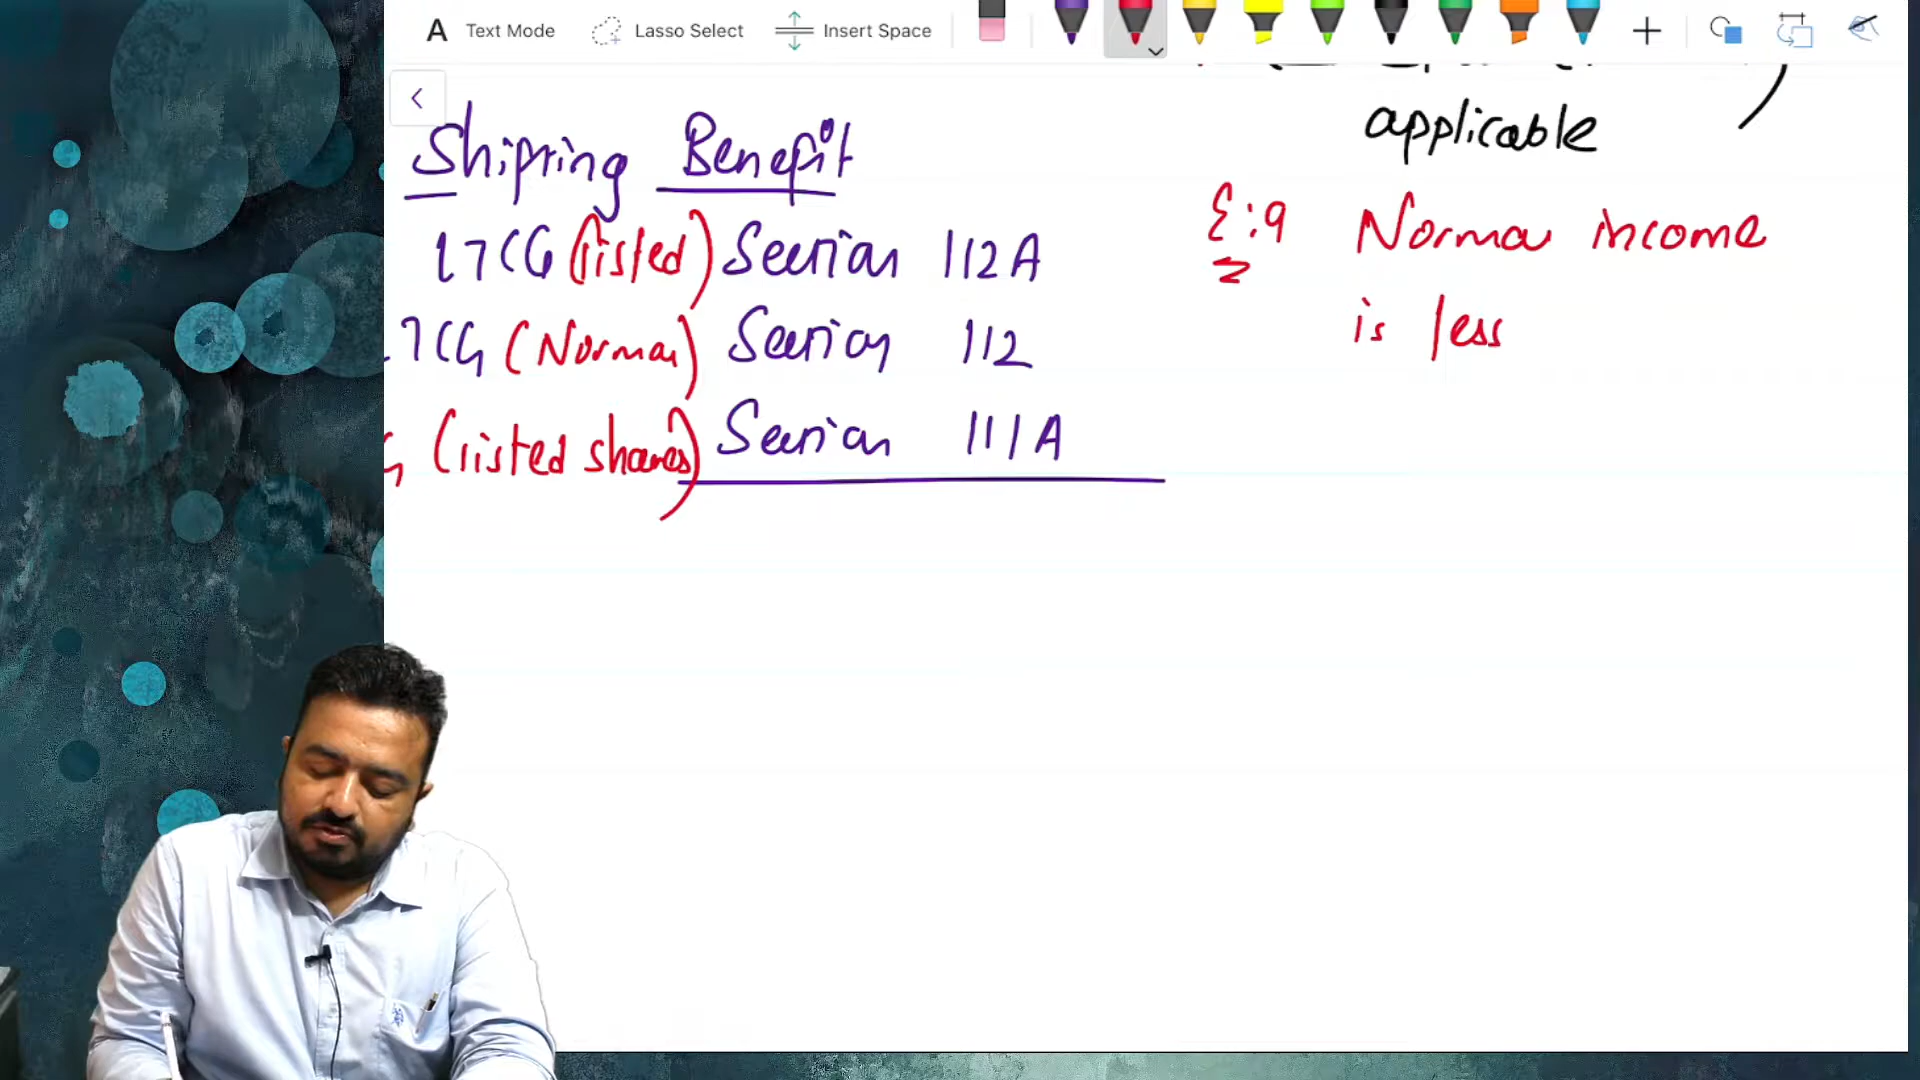 A Text Mode Lasso Select Insert Space
applicable
Shifting Benefit
LTCG (listed) Section 112A
LTCG (Normal) Section 112
G (listed shares) Section 111A
E:g Normal income
is less